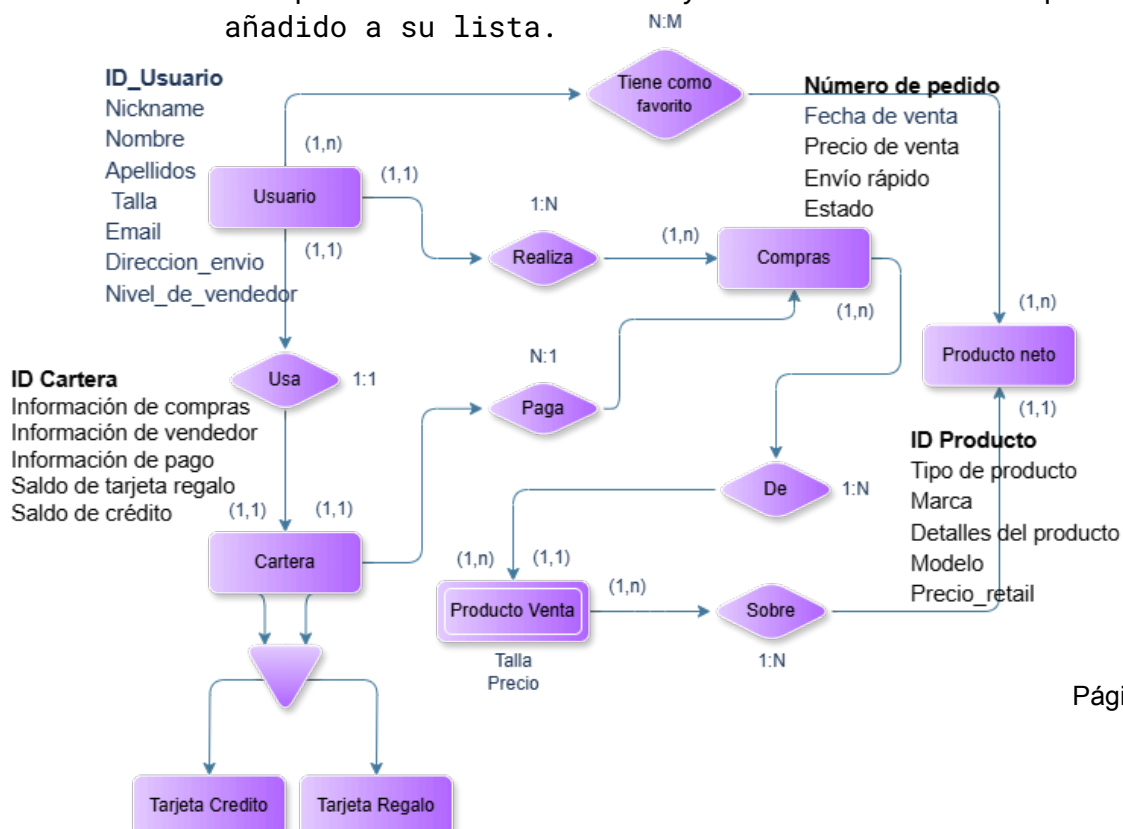 añadido a su lista.
N:M
ID_Usuario
Nickname
Nombre
Apellidos
Talla
Email
Direccion_envio
Nivel_de_vendedor
Tiene como
favorito
Número de pedido
Fecha de venta
Precio de venta
Envío rápido
Estado
(1,n)
(1,1)
Usuario
(1,1)
1:N
Realiza
(1,n)
Compras
(1,n)
(1,n)
Producto neto
(1,1)
ID Cartera
Información de compras
Información de vendedor
Información de pago
Saldo de tarjeta regalo
Saldo de crédito
Usa
1:1
N:1
Paga
ID Producto
Tipo de producto
Marca
Detalles del producto
Modelo
Precio_retail
De
1:N
(1,1)
(1,1)
Cartera
(1,n)
(1,1)
Producto Venta
(1,n)
Sobre
1:N
Talla
Precio
Tarjeta Credito
Tarjeta Regalo